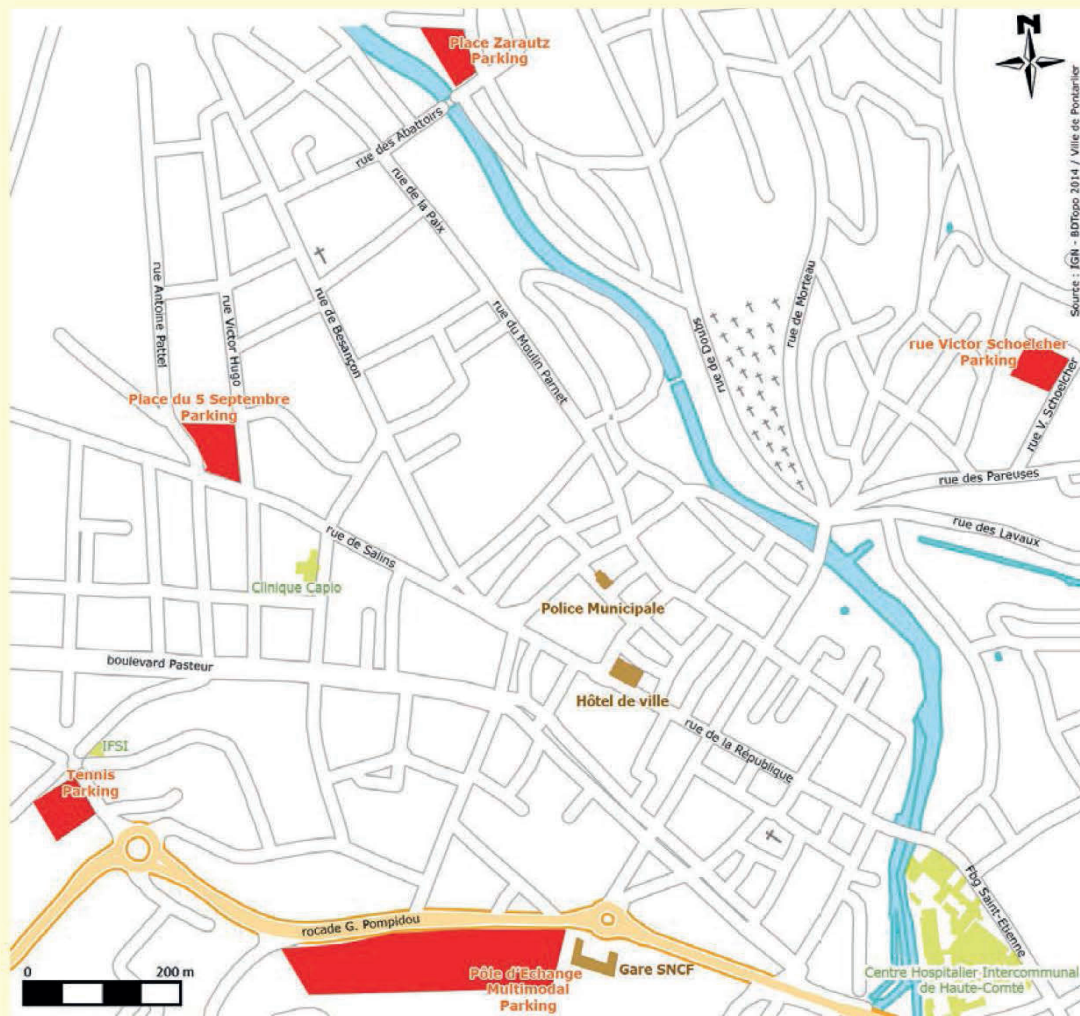 Place Zarautz
Parking
N
Source : IGN - BDTopo 2014 / Ville de Pontarlier
rue des Abattoirs
rue de la Paix
rue Antoine Pattel
rue Victor Hugo
rue de Besançon
rue du Moulin Parnet
rue de Doubs
rue de Morteau
rue Victor Schoelcher
Parking
rue V. Schoelcher
Place du 5 Septembre
Parking
rue des Pareuses
rue des Lavaux
rue de Salins
Clinique Capio
Police Municipale
boulevard Pasteur
Hôtel de ville
rue de la République
IFSI
Tennis
Parking
Fbg Saint-Etienne
rocade G. Pompidou
0 200 m
Pôle d'Echange
Multimodal
Parking
Gare SNCF
Centre Hospitalier Intercommunal
de Haute-Comté